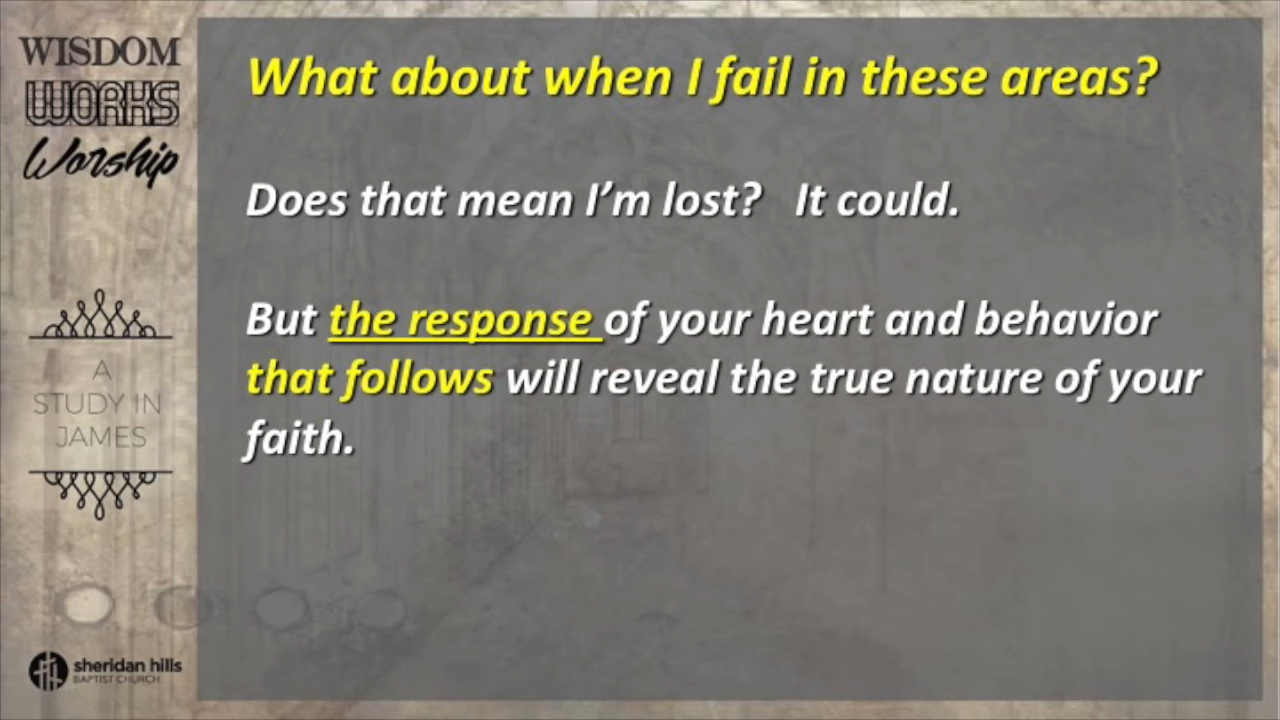 WISDOM
WORKS
Worship
A
STUDY IN
JAMES
sheridan hills
BAPTIST CHURCH
What about when I fail in these areas?
Does that mean I’m lost?   It could.
But the response of your heart and behavior
that follows will reveal the true nature of your
faith.